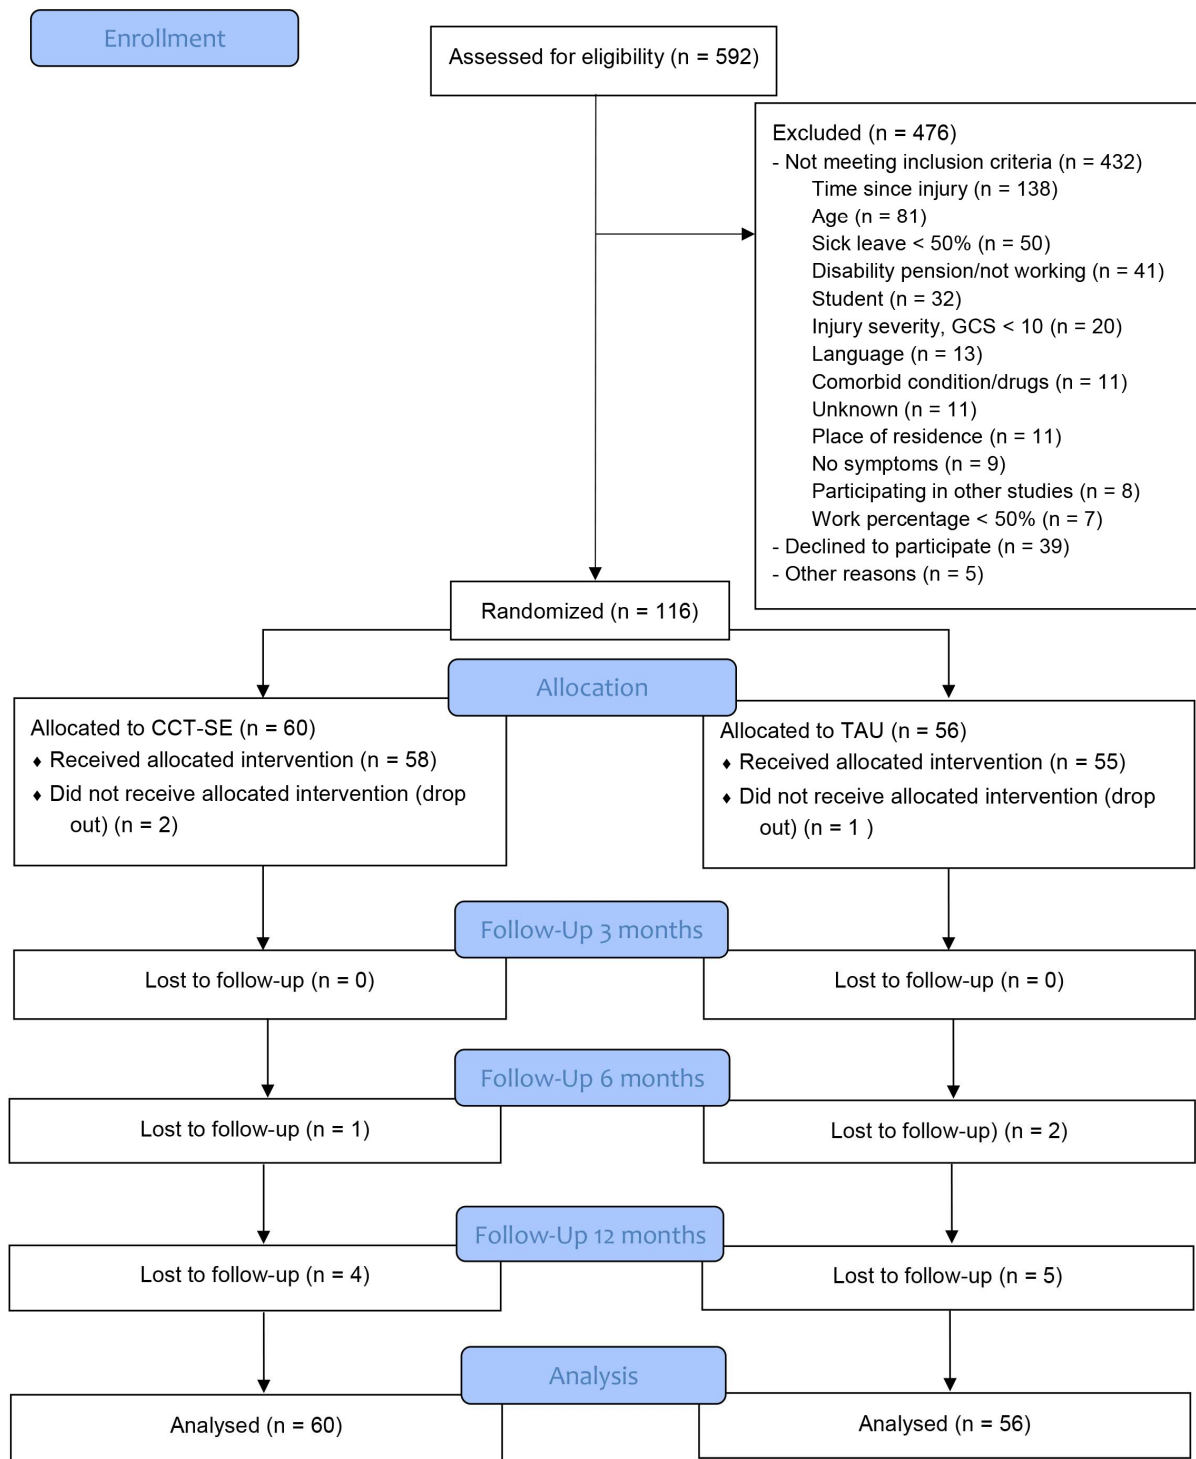 Enrollment
Assessed for eligibility (n = 592)
Excluded (n = 476)
- Not meeting inclusion criteria (n = 432)
Time since injury (n = 138)
Age (n = 81)
Sick leave < 50% (n = 50)
Disability pension/not working (n = 41)
Student (n = 32)
Injury severity, GCS < 10 (n = 20)
Language (n = 13)
Comorbid condition/drugs (n = 11)
Unknown (n = 11)
Place of residence (n = 11)
No symptoms (n = 9)
Participating in other studies (n = 8)
Work percentage < 50% (n = 7)
- Declined to participate (n = 39)
- Other reasons (n = 5)
Randomized (n = 116)
Allocation
Allocated to CCT-SE (n = 60)
♦ Received allocated intervention (n = 58)
♦ Did not receive allocated intervention (drop
out) (n = 2)
Allocated to TAU (n = 56)
♦ Received allocated intervention (n = 55)
♦ Did not receive allocated intervention (drop
out) (n = 1 )
Follow-Up 3 months
Lost to follow-up (n = 0)
Lost to follow-up (n = 0)
Follow-Up 6 months
Lost to follow-up (n = 1)
Lost to follow-up) (n = 2)
Follow-Up 12 months
Lost to follow-up (n = 4)
Lost to follow-up (n = 5)
Analysis
Analysed (n = 60)
Analysed (n = 56)